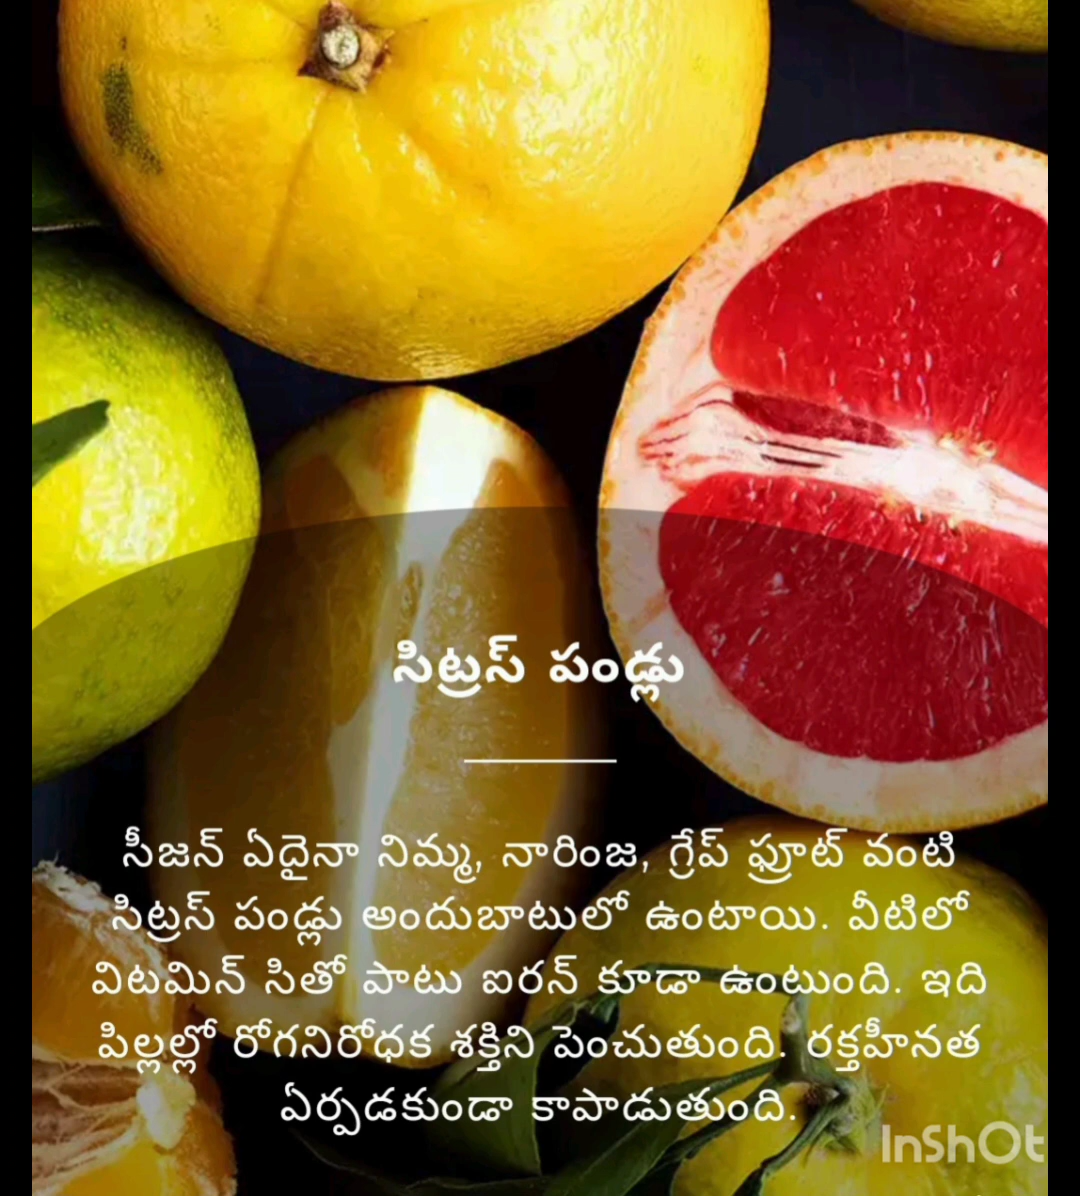 సిట్రస్ పండ్లు
సీజన్ ఏదైనా నిమ్మ, నారింజ, గ్రేప్ ఫ్రూట్ వంటి
సిట్రస్ పండ్లు అందుబాటులో ఉంటాయి. వీటిలో
విటమిన్ సితో పాటు ఐరన్ కూడా ఉంటుంది. ఇది
పిల్లల్లో రోగనిరోధక శక్తిని పెంచుతుంది. రక్తహీనత
ఏర్పడకుండా కాపాడుతుంది.
InShOt